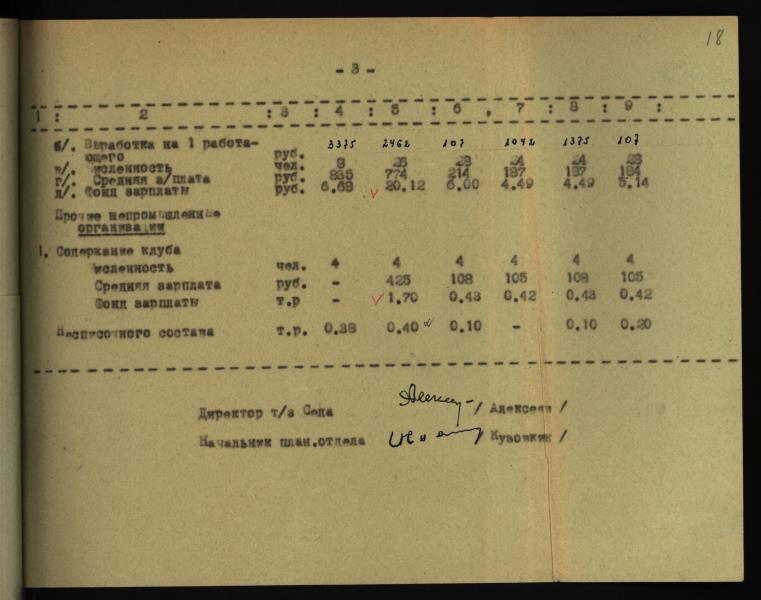 18
- 3 -
1 : 2 : 3 : 4 : 5 : 6 , 7 : 8 : 9 :
б/. Выработка на 1 работа-
ющего руб. 3375 2462 107 1042 1375 107
в/. исленность чел. 8 26 28 24 24 28
г/. Средняя з/плата руб. 835 774 214 187 187 184
д/. Фонд зарплаты руб. 6.68 20.12 6.00 4.49 4.49 5.14
Прочие непромышленные
организации
1. Содержание клуба
исленность чел. 4 4 4 4 4 4
Средняя зарплата руб. - 425 108 105 108 105
Фонд зарплаты т.р - 1.70 0.43 0.42 0.43 0.42
Несписочного состава т.р. 0.38 0.40 0.10 - 0.10 0.20
Директор т/з Села / Алексеев /
Начальник план.отдела / Кузовкин /